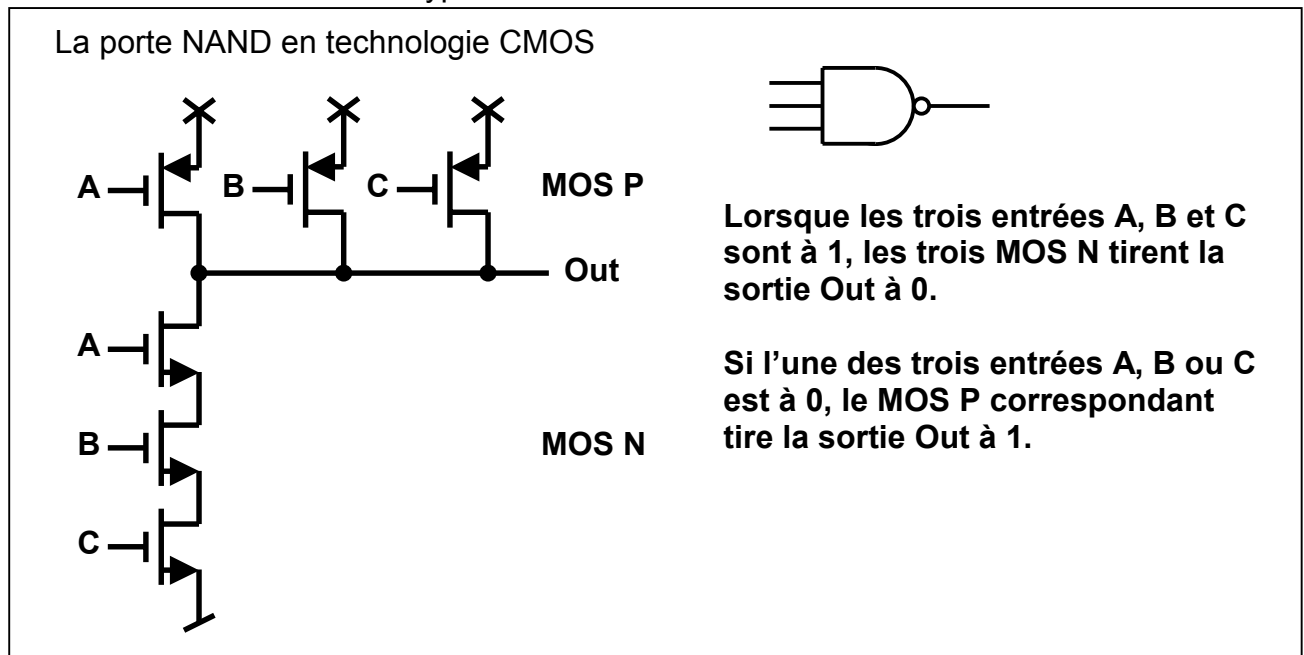 La porte NAND en technologie CMOS
A
B
C
MOS P
Out
A
B
MOS N
C
Lorsque les trois entrées A, B et C
sont à 1, les trois MOS N tirent la
sortie Out à 0.
Si l’une des trois entrées A, B ou C
est à 0, le MOS P correspondant
tire la sortie Out à 1.